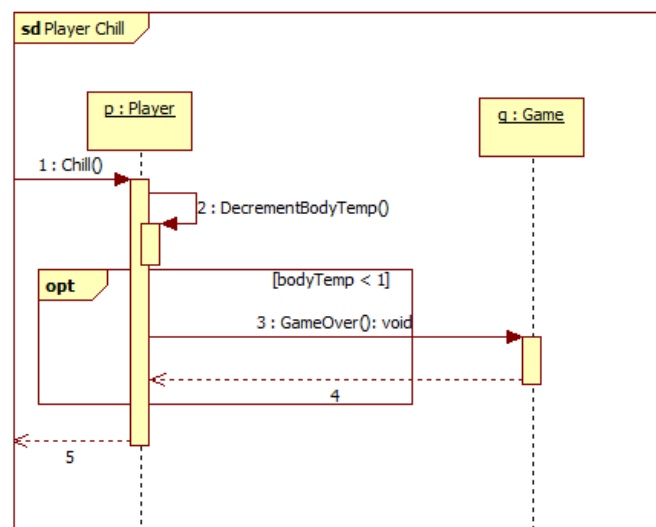 sd Player Chill
p : Player
g : Game
1 : Chill()
2 : DecrementBodyTemp()
opt
[bodyTemp < 1]
3 : GameOver(): void
4
5